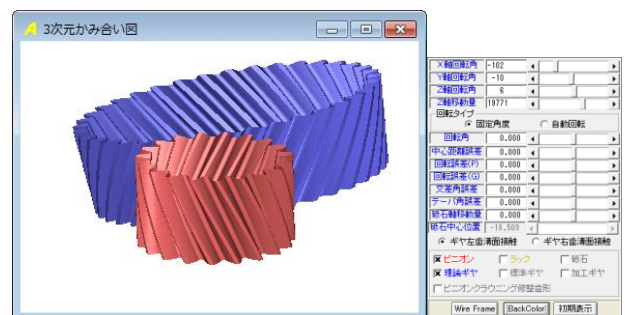 3次元かみ合い図
X軸回転角 -102
Y軸回転角 -10
Z軸回転角 6
Z軸移動量 19771
回転タイプ
固定角度 自動回転
回転角 0.000
中心距離誤差 0.000
回転誤差(P) 0.000
回転誤差(G) 0.000
交差角誤差 0.000
テーパ角誤差 0.000
砥石軸移動量 0.000
砥石中心位置 -18.509
ギヤ左歯溝面接触 ギヤ右歯溝面接触
ピニオン ラック 砥石
理論ギヤ 標準ギヤ 加工ギヤ
ピニオンクラウニング修整歯形
Wire Frame BackColor 初期表示